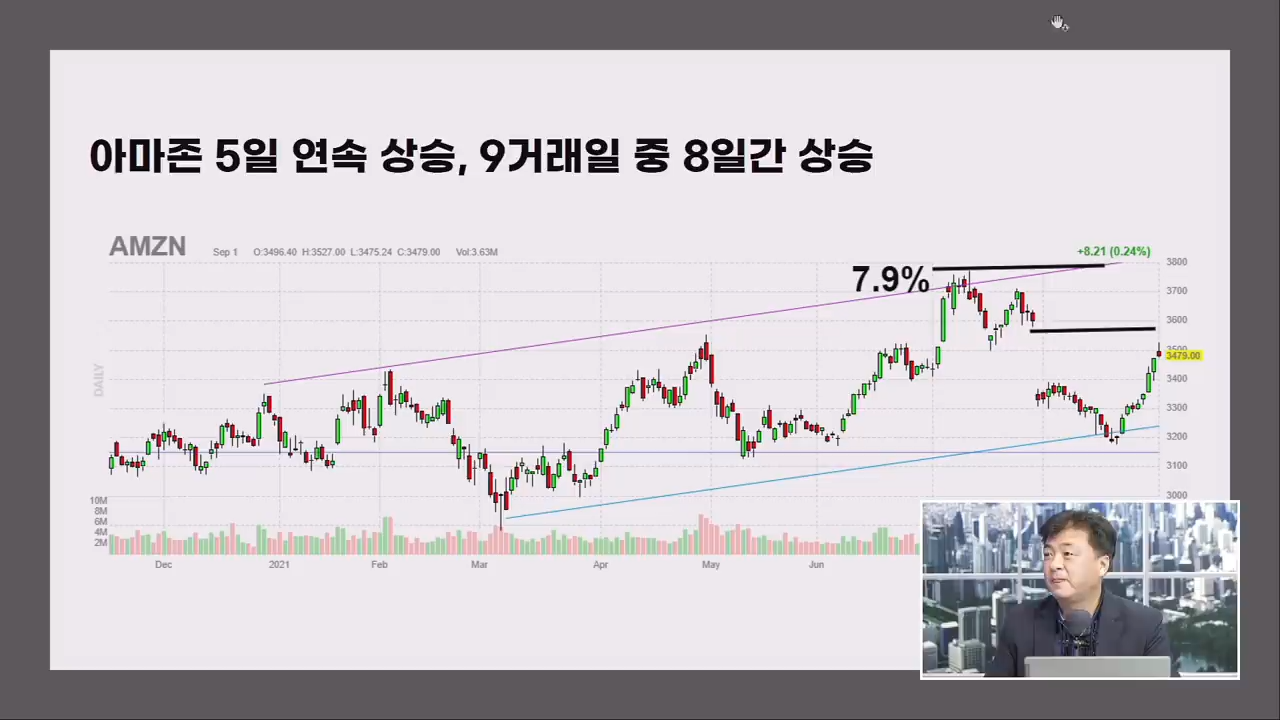 아마존 5일 연속 상승, 9거래일 중 8일간 상승
AMZN Sep 1 O:3496.40 H:3527.00 L:3475.24 C:3479.00 Vol:3.63M +8.21 (0.24%)
7.9%
3800
3700
3600
3500
3479.00
3400
3300
3200
3100
3000
DAILY
10M
8M
6M
4M
2M
Dec 2021 Feb Mar Apr May Jun